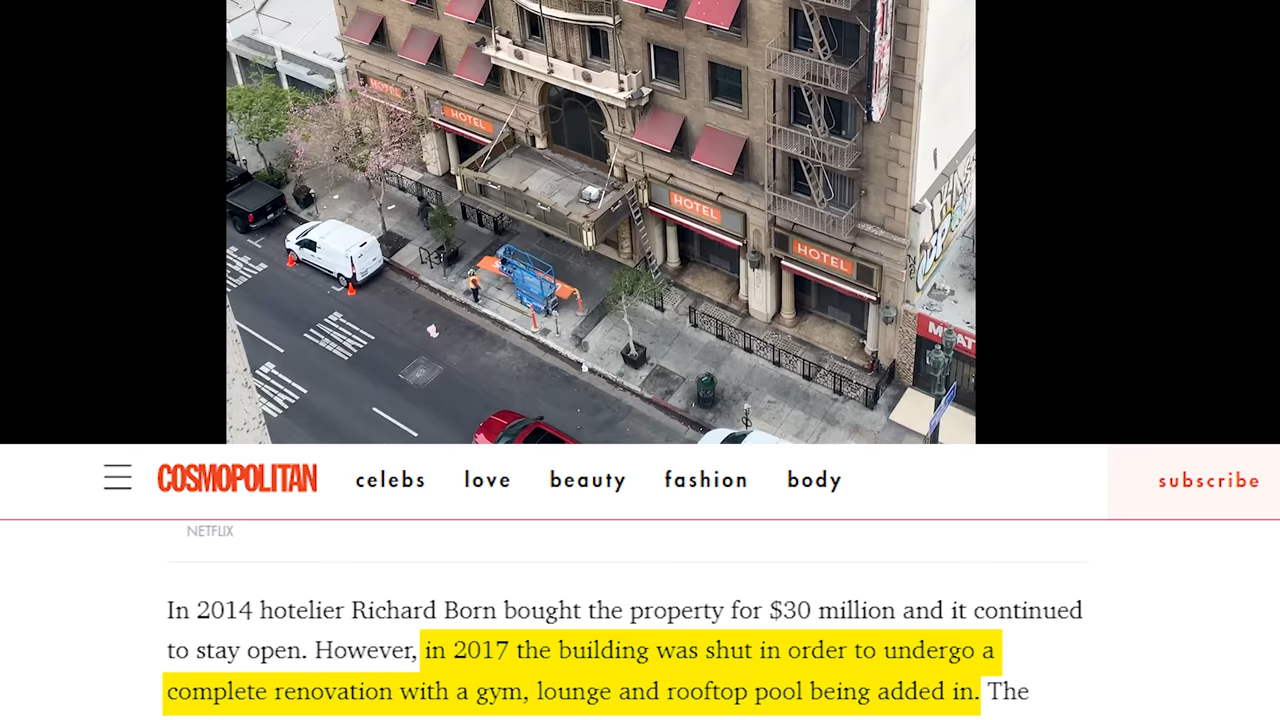 HOTEL
HOTEL
HOTEL
HOTEL
COSMOPOLITAN celebs love beauty fashion body subscribe
NETFLIX
In 2014 hotelier Richard Born bought the property for $30 million and it continued
to stay open. However, in 2017 the building was shut in order to undergo a
complete renovation with a gym, lounge and rooftop pool being added in. The